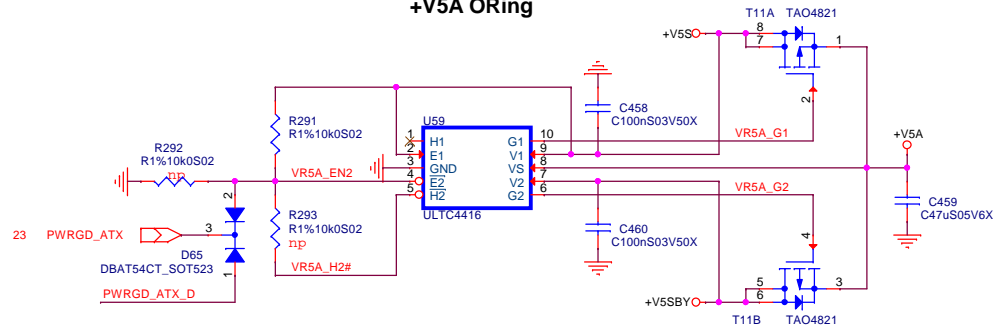 +V5A ORing
T11A TAO4821
+V5S
8
7
1
2
C458
C100nS03V50X
R291
R1%10k0S02
U59
1
2
3
4
5
H1
E1
GND
E2
H2
G1
V1
VS
V2
G2
10
9
8
7
6
ULTC4416
VR5A_G1
+V5A
R292
R1%10k0S02
np
VR5A_EN2
VR5A_G2
C459
C47uS05V6X
2
3
1
23 PWRGD_ATX
D65
DBAT54CT_SOT523
R293
R1%10k0S02
np
C460
C100nS03V50X
4
VR5A_H2#
5
6
3
PWRGD_ATX_D
+V5SBY
T11B TAO4821